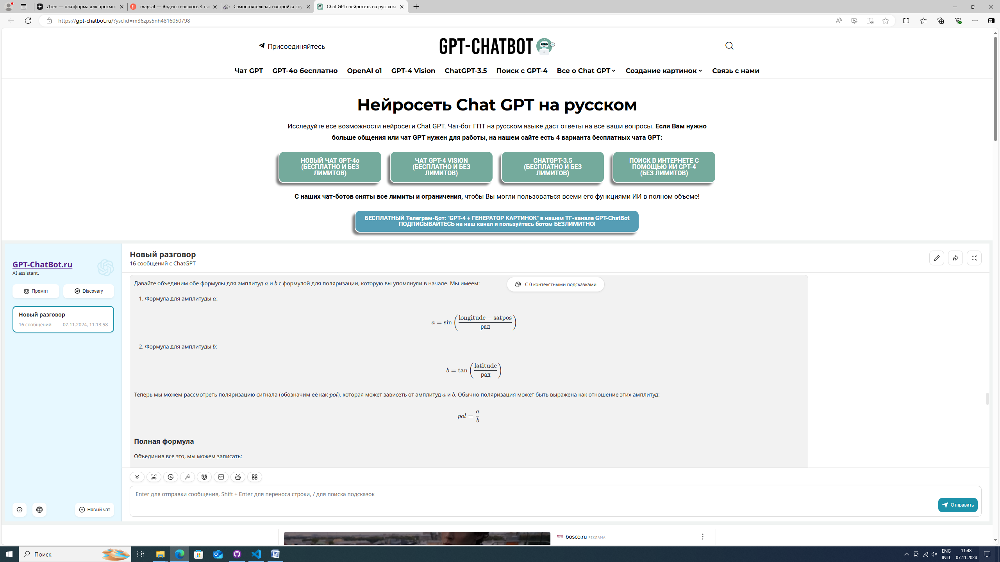 Дзен — платформа для просмот
mapsat — Яндекс: нашлось 3 ты
Самостоятельная настройка спу
Chat GPT: нейросеть на русском
https://gpt-chatbot.ru/?ysclid=m36zps5nh4816050798
Присоединяйтесь
GPT-CHATBOT
Чат GPT
GPT-4o бесплатно
OpenAI o1
GPT-4 Vision
ChatGPT-3.5
Поиск с GPT-4
Все о Chat GPT
Создание картинок
Связь с нами
Нейросеть Chat GPT на русском
Исследуйте все возможности нейросети Chat GPT. Чат-бот ГПТ на русском языке даст ответы на все ваши вопросы. Если Вам нужно
больше общения или чат GPT нужен для работы, на нашем сайте есть 4 варианта бесплатных чата GPT:
НОВЫЙ ЧАТ GPT-4o
(БЕСПЛАТНО И БЕЗ
ЛИМИТОВ)
ЧАТ GPT-4 VISION
(БЕСПЛАТНО И БЕЗ
ЛИМИТОВ)
CHATGPT-3.5
(БЕСПЛАТНО И БЕЗ
ЛИМИТОВ)
ПОИСК В ИНТЕРНЕТЕ С
ПОМОЩЬЮ ИИ GPT-4
(БЕЗ ЛИМИТОВ)
С наших чат-ботов сняты все лимиты и ограничения, чтобы Вы могли пользоваться всеми его функциями ИИ в полном объеме!
БЕСПЛАТНЫЙ Телеграм-Бот: "GPT-4 + ГЕНЕРАТОР КАРТИНОК" в нашем ТГ-канале GPT-ChatBot
ПОДПИСЫВАЙТЕСЬ на наш канал и пользуйтесь ботом БЕЗЛИМИТНО!
GPT-ChatBot.ru
AI assistant.
Промпт
Discovery
Новый разговор
16 сообщений
07.11.2024, 11:13:58
Новый чат
Новый разговор
16 сообщений с ChatGPT
С 0 контекстными подсказками
Давайте объединим обе формулы для амплитуд a и b с формулой для поляризации, которую вы упомянули в начале. Мы имеем:
1. Формула для амплитуды a:
a = sin ( longitude − satpos / рад )
2. Формула для амплитуды b:
b = tan ( latitude / рад )
Теперь мы можем рассмотреть поляризацию сигнала (обозначим её как pol), которая может зависеть от амплитуд a и b. Обычно поляризация может быть выражена как отношение этих амплитуд:
pol = a / b
Полная формула
Объединив все это, мы можем записать:
Enter для отправки сообщения, Shift + Enter для переноса строки, / для поиска подсказок
Отправить
bosco.ru РЕКЛАМА
Поиск
ENG
INTL
11:48
07.11.2024